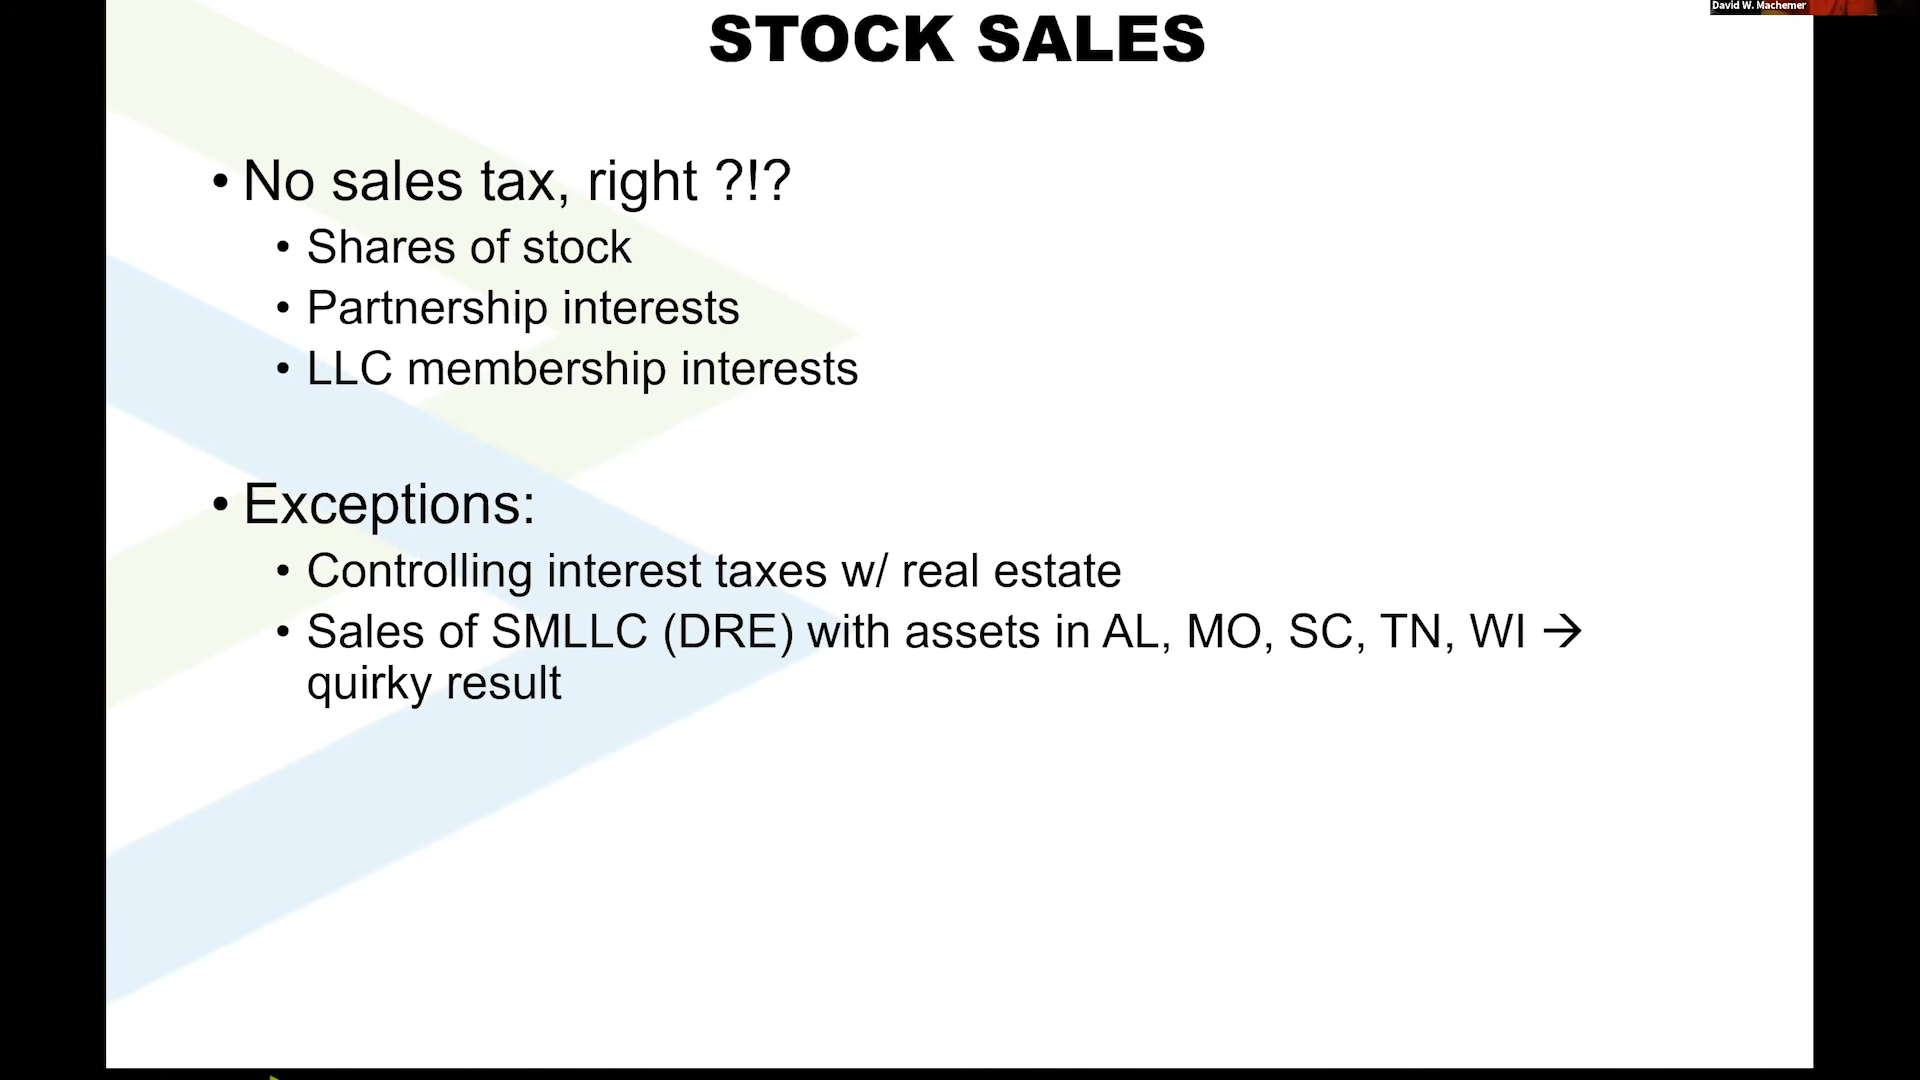 David W. Machemer
STOCK SALES
• No sales tax, right ?!?
• Shares of stock
• Partnership interests
• LLC membership interests
• Exceptions:
• Controlling interest taxes w/ real estate
• Sales of SMLLC (DRE) with assets in AL, MO, SC, TN, WI →
quirky result